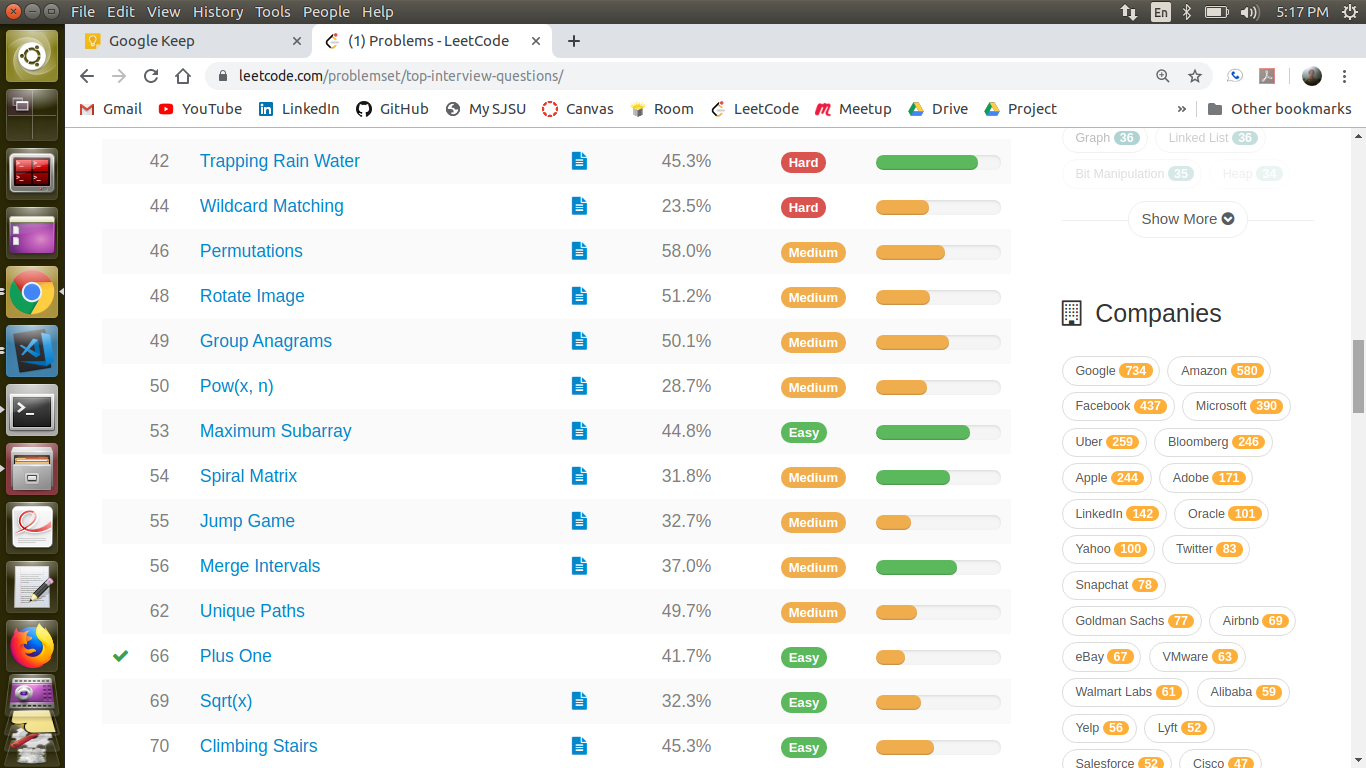 File Edit View History Tools People Help
En 5:17 PM
Google Keep
(1) Problems - LeetCode
leetcode.com/problemset/top-interview-questions/
Gmail YouTube LinkedIn GitHub My SJSU Canvas Room LeetCode Meetup Drive Project » Other bookmarks
42 Trapping Rain Water 45.3% Hard
44 Wildcard Matching 23.5% Hard
46 Permutations 58.0% Medium
48 Rotate Image 51.2% Medium
49 Group Anagrams 50.1% Medium
50 Pow(x, n) 28.7% Medium
53 Maximum Subarray 44.8% Easy
54 Spiral Matrix 31.8% Medium
55 Jump Game 32.7% Medium
56 Merge Intervals 37.0% Medium
62 Unique Paths 49.7% Medium
66 Plus One 41.7% Easy
69 Sqrt(x) 32.3% Easy
70 Climbing Stairs 45.3% Easy
Graph 36 Linked List 36
Bit Manipulation 35 Heap 34
Show More
Companies
Google 734 Amazon 580
Facebook 437 Microsoft 390
Uber 259 Bloomberg 246
Apple 244 Adobe 171
LinkedIn 142 Oracle 101
Yahoo 100 Twitter 83
Snapchat 78
Goldman Sachs 77 Airbnb 69
eBay 67 VMware 63
Walmart Labs 61 Alibaba 59
Yelp 56 Lyft 52
Salesforce 52 Cisco 47